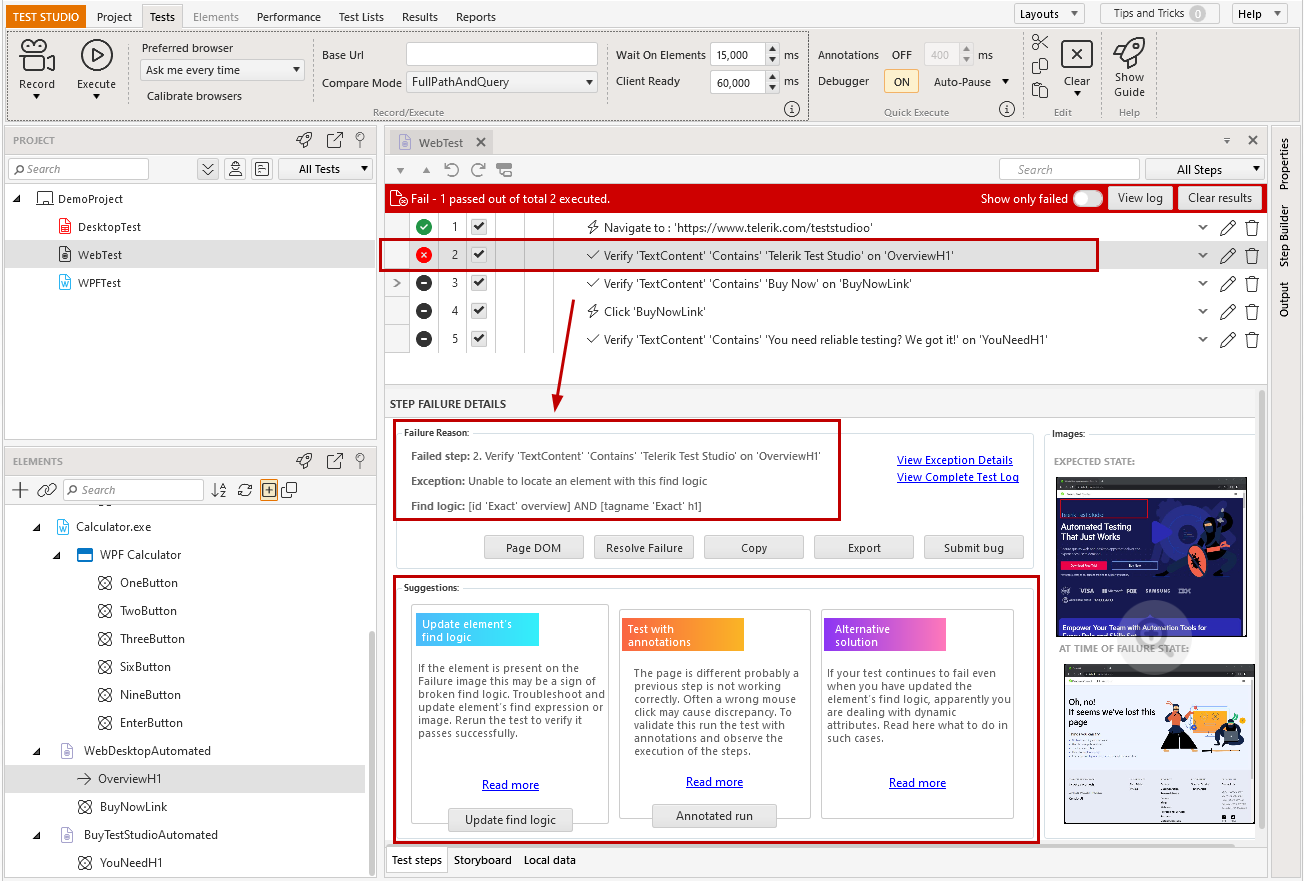 TEST STUDIO Project Tests Elements Performance Test Lists Results Reports Layouts Tips and Tricks 0 Help
Record
Execute
Preferred browser
Ask me every time
Calibrate browsers
Base Url
Compare Mode FullPathAndQuery
Record/Execute
Wait On Elements 15,000 ms
Client Ready 60,000 ms
Annotations OFF 400 ms
Debugger ON Auto-Pause
Quick Execute
Clear
Edit
Show
Guide
Help
PROJECT
Search
All Tests
DemoProject
DesktopTest
WebTest
WPFTest
ELEMENTS
Search
Calculator.exe
WPF Calculator
OneButton
TwoButton
ThreeButton
SixButton
NineButton
EnterButton
WebDesktopAutomated
OverviewH1
BuyNowLink
BuyTestStudioAutomated
YouNeedH1
WebTest
Search
All Steps
Fail - 1 passed out of total 2 executed.
Show only failed
View log
Clear results
1 Navigate to : 'https://www.telerik.com/teststudioo'
2 Verify 'TextContent' 'Contains' 'Telerik Test Studio' on 'OverviewH1'
3 Verify 'TextContent' 'Contains' 'Buy Now' on 'BuyNowLink'
4 Click 'BuyNowLink'
5 Verify 'TextContent' 'Contains' 'You need reliable testing? We got it!' on 'YouNeedH1'
STEP FAILURE DETAILS
Failure Reason:
Failed step: 2. Verify 'TextContent' 'Contains' 'Telerik Test Studio' on 'OverviewH1'
Exception: Unable to locate an element with this find logic
Find logic: [id 'Exact' overview] AND [tagname 'Exact' h1]
View Exception Details
View Complete Test Log
Page DOM
Resolve Failure
Copy
Export
Submit bug
Suggestions:
Update element's
find logic
If the element is present on the
Failure image this may be a sign of
broken find logic. Troubleshoot and
update element's find expression or
image. Rerun the test to verify it
passes successfully.
Read more
Update find logic
Test with
annotations
The page is different probably a
previous step is not working
correctly. Often a wrong mouse
click may cause discrepancy. To
validate this run the test with
annotations and observe the
execution of the steps.
Read more
Annotated run
Alternative
solution
If your test continues to fail even
when you have updated the
element's find logic, apparently you
are dealing with dynamic
attributes. Read here what to do in
such cases.
Read more
Images:
EXPECTED STATE:
Automated Testing
That Just Works
VISA
FOX
SAMSUNG
Empower Your Team with Automation Tools for
AT TIME OF FAILURE STATE:
Oh, no!
It seems we've lost this
page
Test steps
Storyboard
Local data
Properties
Step Builder
Output